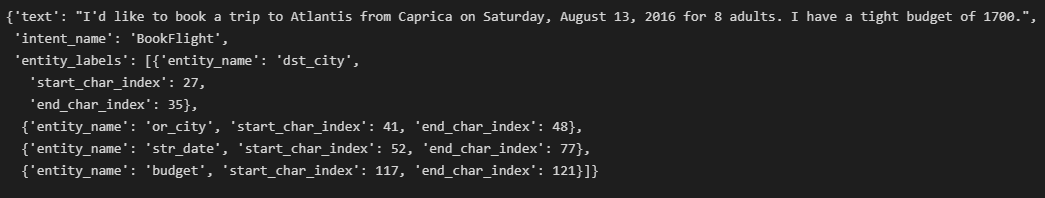 {'text': "I'd like to book a trip to Atlantis from Caprica on Saturday, August 13, 2016 for 8 adults. I have a tight budget of 1700.",
'intent_name': 'BookFlight',
'entity_labels': [{'entity_name': 'dst_city',
'start_char_index': 27,
'end_char_index': 35},
{'entity_name': 'or_city', 'start_char_index': 41, 'end_char_index': 48},
{'entity_name': 'str_date', 'start_char_index': 52, 'end_char_index': 77},
{'entity_name': 'budget', 'start_char_index': 117, 'end_char_index': 121}]}